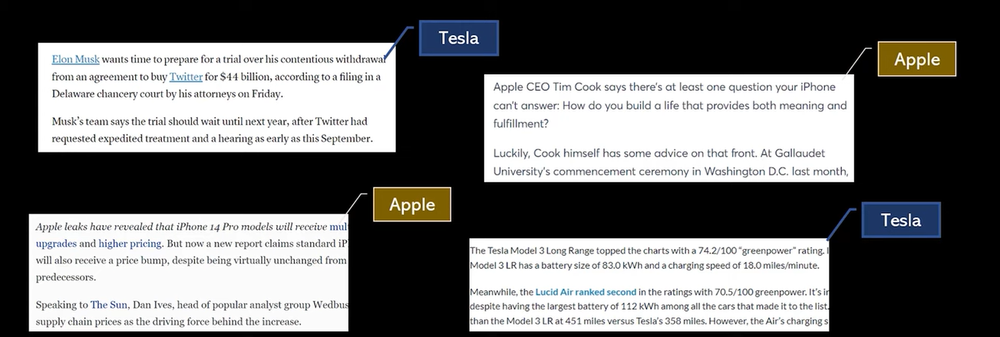 Tesla
Elon Musk wants time to prepare for a trial over his contentious withdrawal
from an agreement to buy Twitter for $44 billion, according to a filing in a
Delaware chancery court by his attorneys on Friday.
Musk's team says the trial should wait until next year, after Twitter had
requested expedited treatment and a hearing as early as this September.
Apple
Apple CEO Tim Cook says there's at least one question your iPhone
can't answer: How do you build a life that provides both meaning and
fulfillment?
Luckily, Cook himself has some advice on that front. At Gallaudet
University's commencement ceremony in Washington D.C. last month,
Apple
Apple leaks have revealed that iPhone 14 Pro models will receive
upgrades and higher pricing. But now a new report claims standard
will also receive a price bump, despite being virtually unchanged from
predecessors.
Speaking to The Sun, Dan Ives, head of popular analyst group Wedbus
supply chain prices as the driving force behind the increase.
Tesla
The Tesla Model 3 Long Range topped the charts with a 74.2/100 "greenpower" rating.
Model 3 LR has a battery size of 83.0 kWh and a charging speed of 18.0 miles/minute.
Meanwhile, the Lucid Air ranked second in the ratings with 70.5/100 greenpower. It's
despite having the largest battery of 112 kWh among all the cars that made it to the list.
than the Model 3 LR at 451 miles versus Tesla's 358 miles. However, the Air's charging s